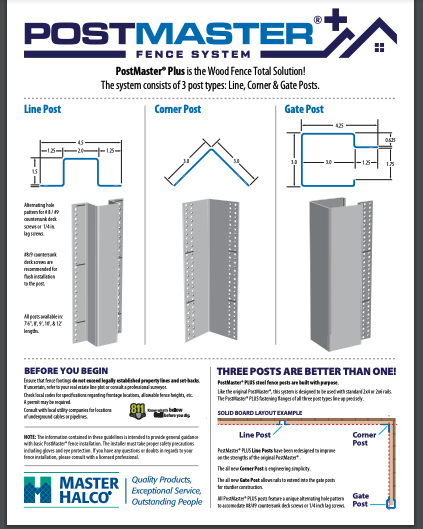 POSTMASTER®+
FENCE SYSTEM
PostMaster® Plus is the Wood Fence Total Solution!
The system consists of 3 post types: Line, Corner & Gate Posts.
Line Post
4.5
1.25 2.0 1.25
1.5
Alternating hole
pattern for #8 / #9
countersunk deck
screws or 1/4 in.
lag screws.
#8/9 countersunk
deck screws are
recommended for
flush installation
to the post.
All posts available in:
7'6", 8', 9', 10', & 12'
lengths.
Corner Post
3.0 3.0
Gate Post
4.25
0.625
3.0 3.0 1.25
1.75
BEFORE YOU BEGIN
Ensure that fence footings do not exceed legally established property lines and set-backs.
If uncertain, refer to your real estate plot or consult a professional surveyor.
Check local codes for specifications regarding frontage locations, allowable fence heights, etc.
A permit may be required.
Consult with local utility companies for locations
of underground cables or pipelines.
811
Know what's below
before you dig.
NOTE: The information contained in these guidelines is intended to provide general guidance
with basic PostMaster® fence installation. The installer must take proper safety precautions
including gloves and eye protection. If you have any questions or doubts in regards to your
fence installation, please consult with a licensed professional.
MASTER
HALCO®
Quality Products,
Exceptional Service,
Outstanding People
THREE POSTS ARE BETTER THAN ONE!
PostMaster® PLUS steel fence posts are built with purpose.
Like the original PostMaster®, this system is designed to be used with standard 2x4 or 2x6 rails.
The PostMaster® PLUS fastening flanges of all three post types line up precisely.
SOLID BOARD LAYOUT EXAMPLE
Line Post
Corner
Post
PostMaster® PLUS Line Posts have been redesigned to improve
on the strengths of the original PostMaster®.
The all new Corner Post is engineering simplicity.
The all new Gate Post allows rails to extend into the gate posts
for sturdier construction.
All PostMaster® PLUS posts feature a unique alternating hole pattern
to accomodate #8/#9 countersunk deck screws or 1/4 inch lag screws.
Gate
Post